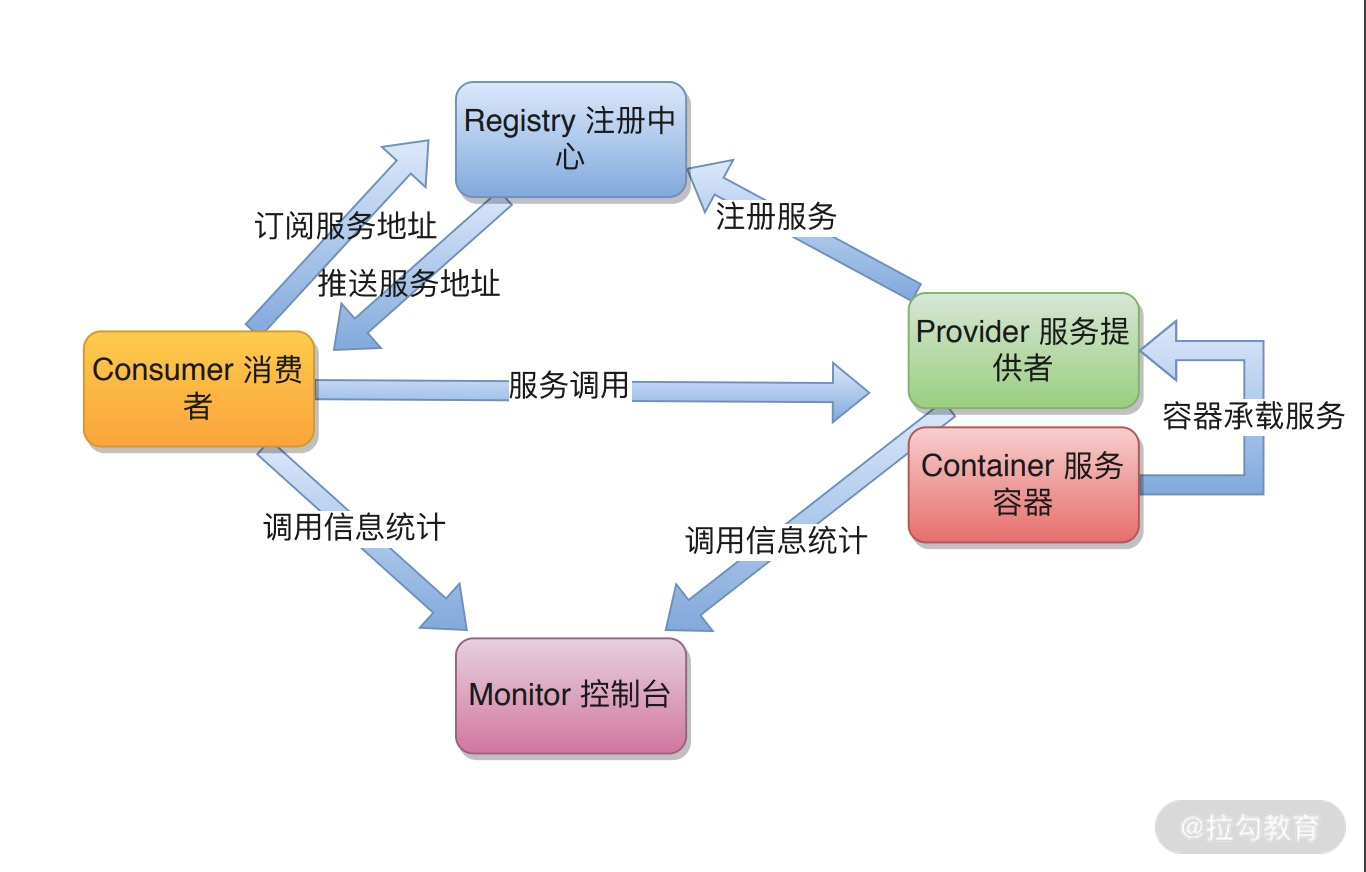 Registry 注册中
心
订阅服务地址
注册服务
推送服务地址
Provider 服务提
供者
Consumer 消费
者
服务调用
容器承载服务
Container 服务
容器
调用信息统计
调用信息统计
Monitor 控制台
@拉勾教育